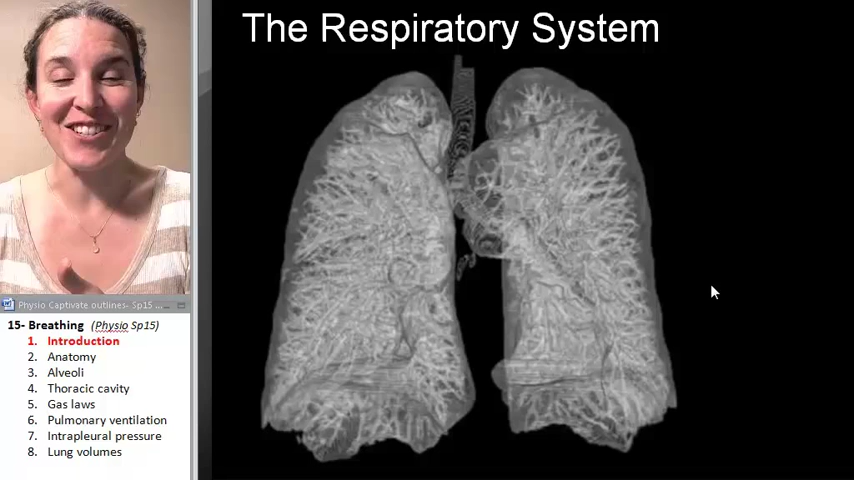 The Respiratory System
Physio Captivate outlines- Sp15 ...
15- Breathing (Physio Sp15)
1. Introduction
2. Anatomy
3. Alveoli
4. Thoracic cavity
5. Gas laws
6. Pulmonary ventilation
7. Intrapleural pressure
8. Lung volumes